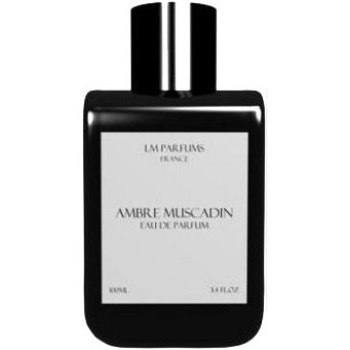 LM PARFUMS
FRANCE
AMBRE MUSCADIN
EAU DE PARFUM
100ML 3.4 FL.OZ